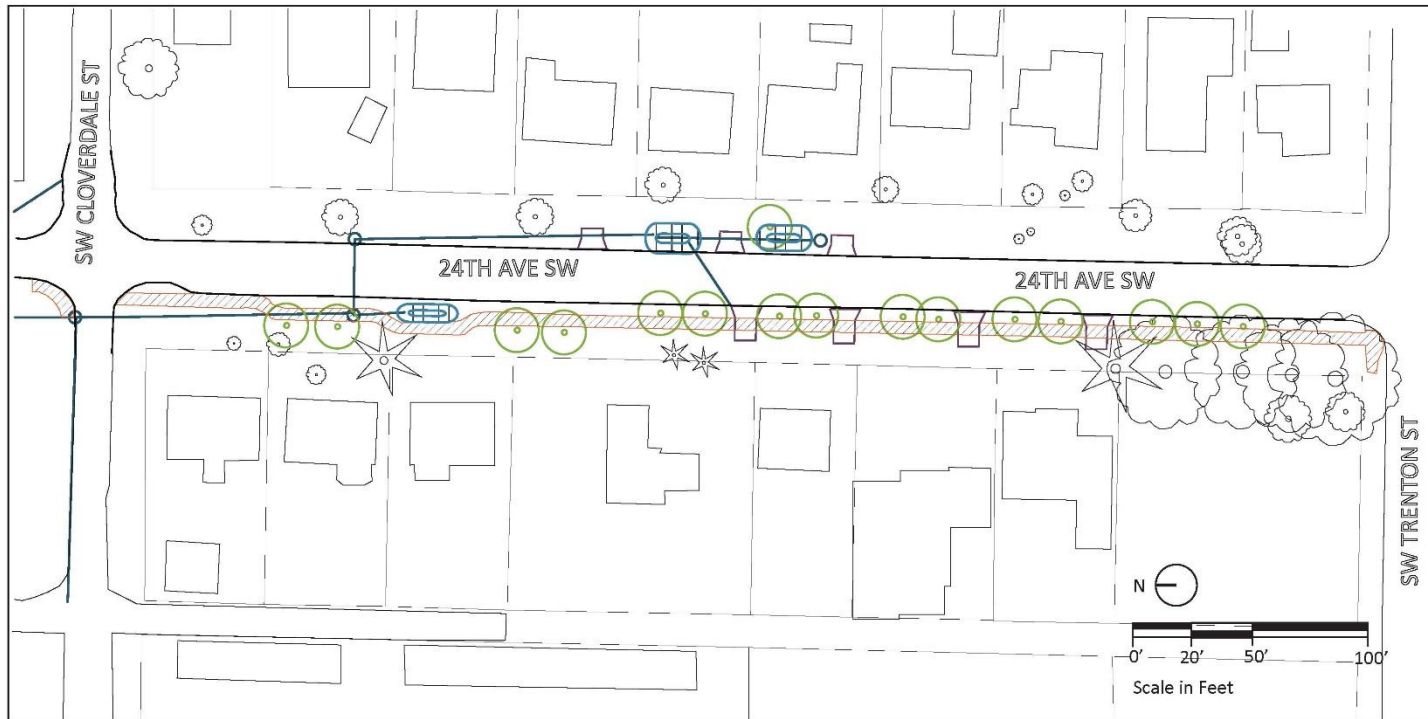 SW CLOVERDALE ST
24TH AVE SW
24TH AVE SW
SW TRENTON ST
N
0' 20' 50' 100'
Scale in Feet